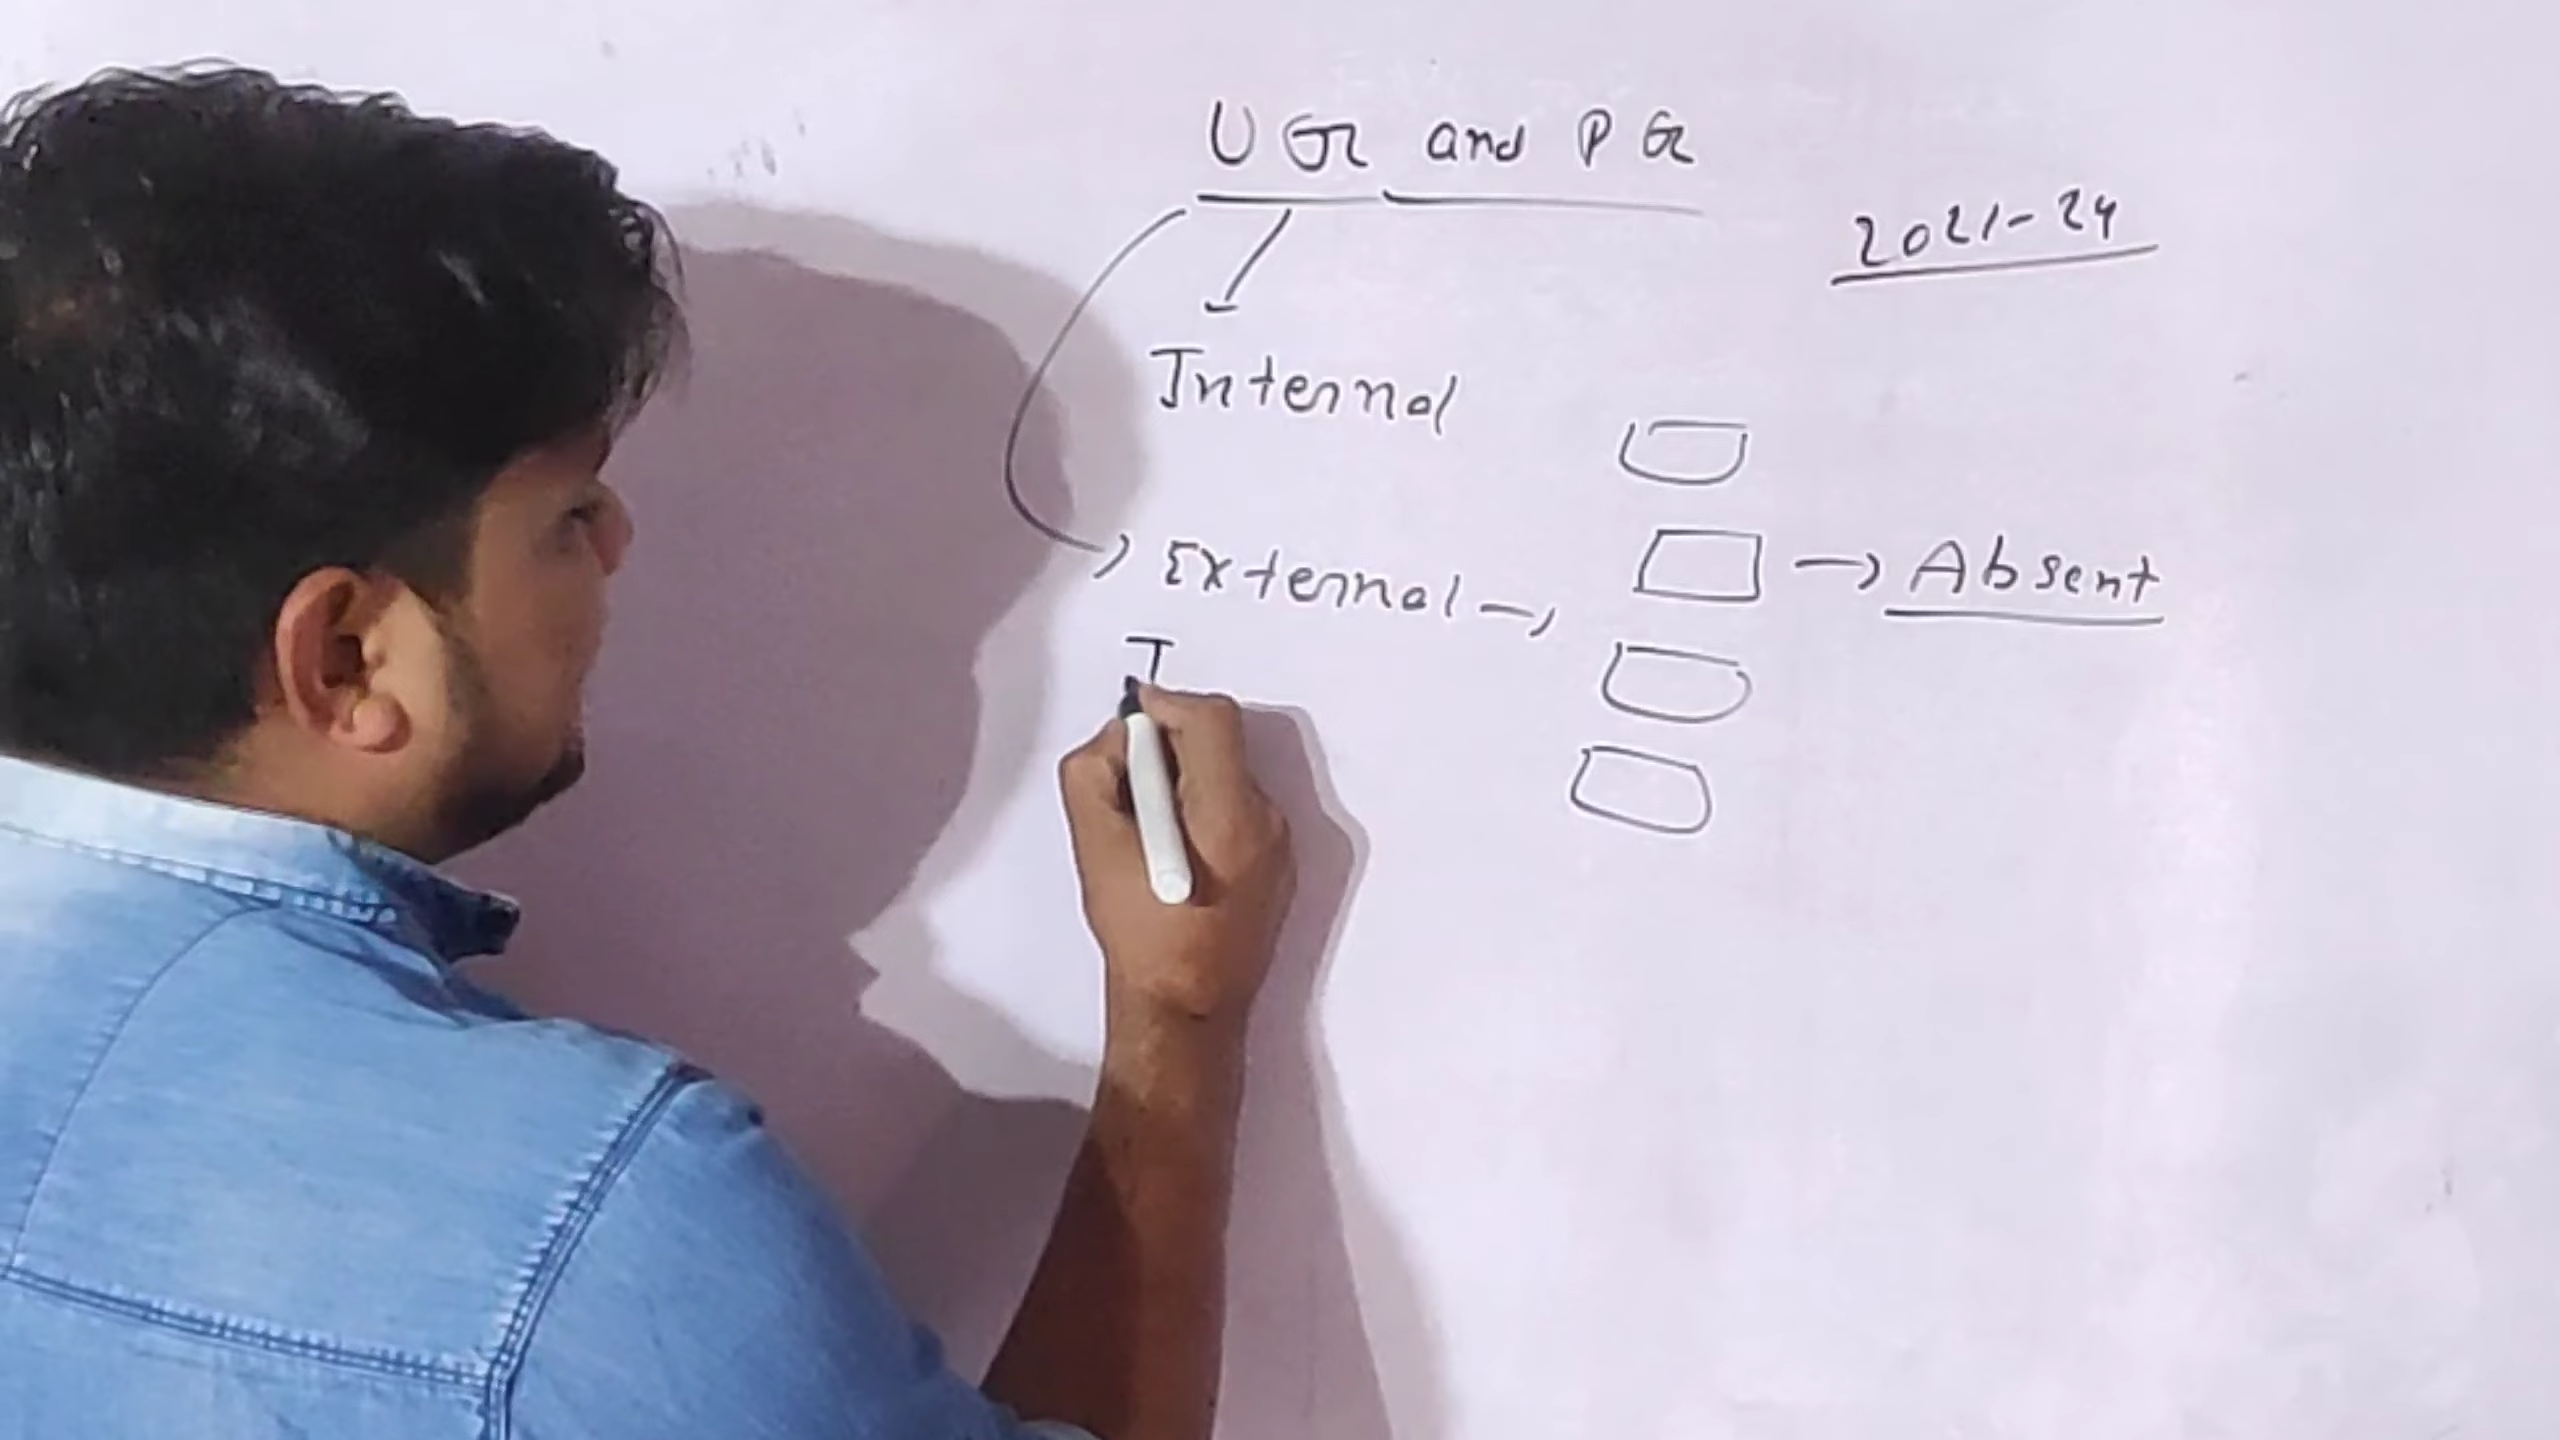 UG and PG
2021-24
Internal
External → → Absent
I